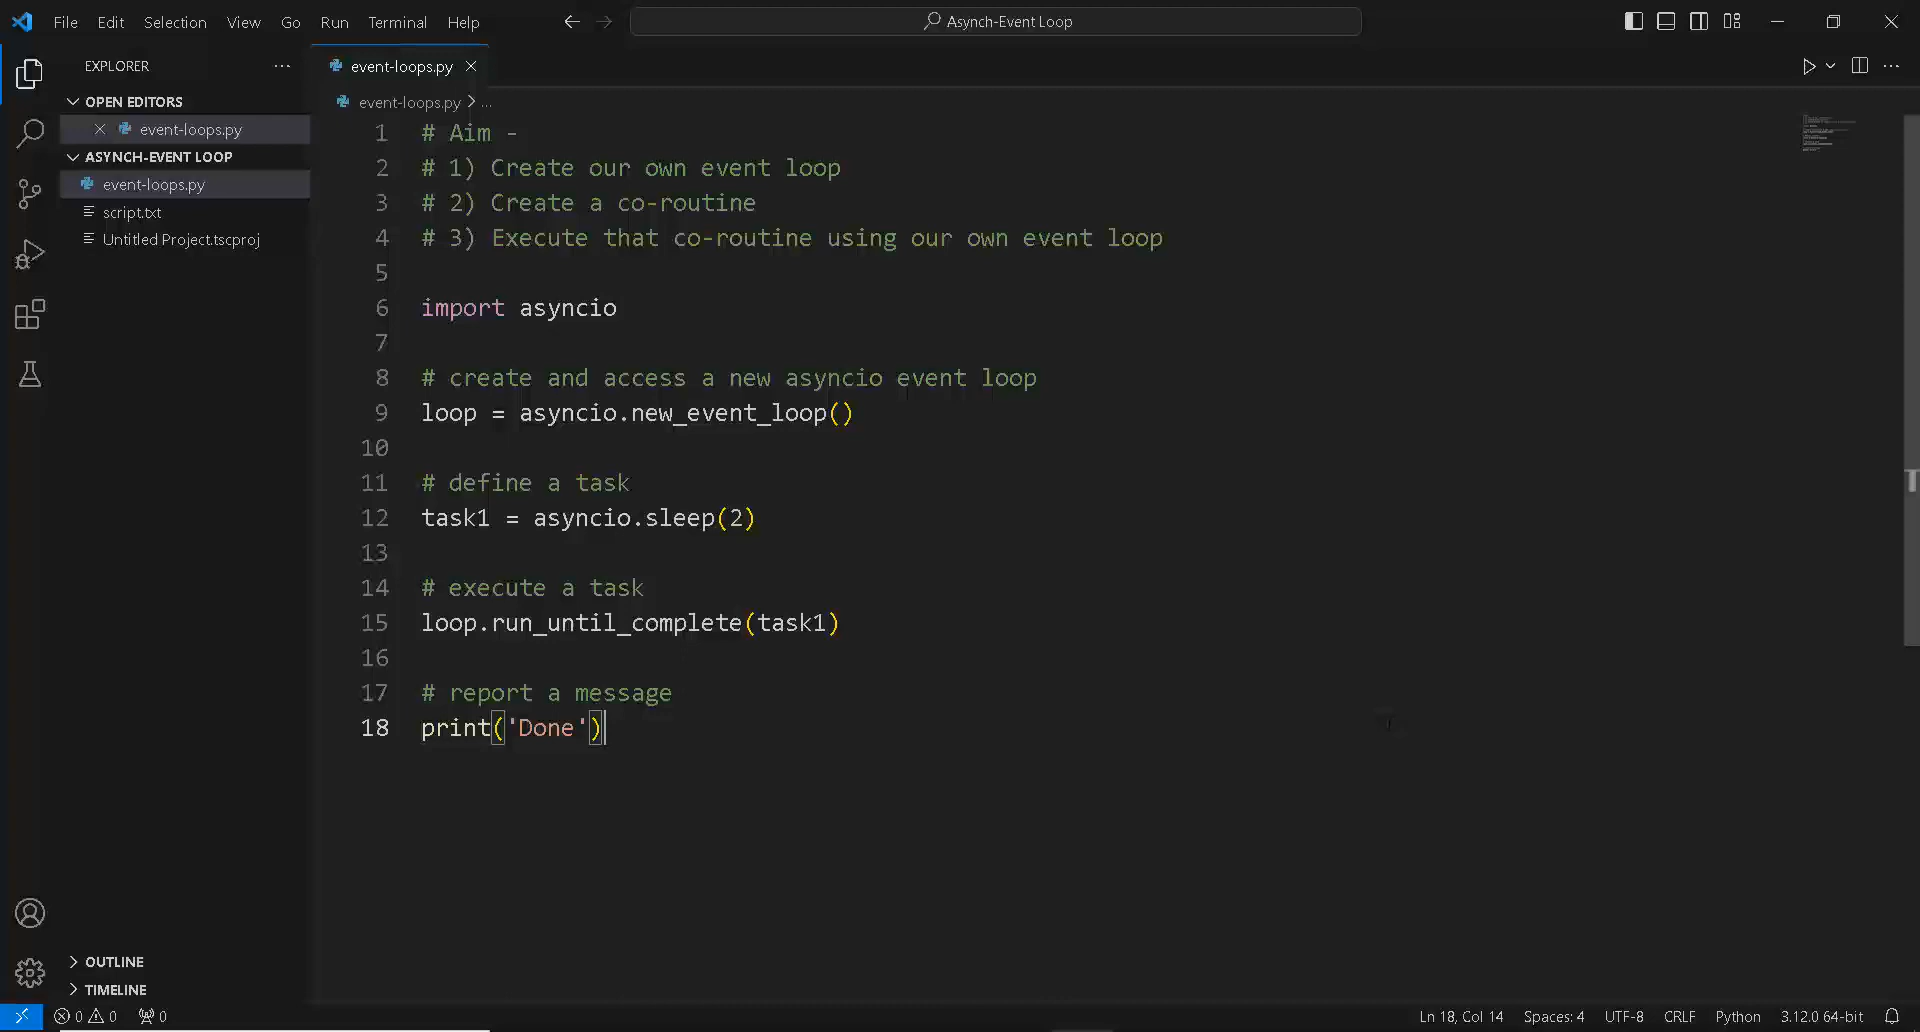 File Edit Selection View Go Run Terminal Help
Asynch-Event Loop
EXPLORER
OPEN EDITORS
event-loops.py
ASYNCH-EVENT LOOP
event-loops.py
script.txt
Untitled Project.tscproj
OUTLINE
TIMELINE
event-loops.py
event-loops.py > ...
1 # Aim -
2 # 1) Create our own event loop
3 # 2) Create a co-routine
4 # 3) Execute that co-routine using our own event loop
5
6 import asyncio
7
8 # create and access a new asyncio event loop
9 loop = asyncio.new_event_loop()
10
11 # define a task
12 task1 = asyncio.sleep(2)
13
14 # execute a task
15 loop.run_until_complete(task1)
16
17 # report a message
18 print('Done')
0 0 0
Ln 18, Col 14 Spaces: 4 UTF-8 CRLF Python 3.12.0 64-bit